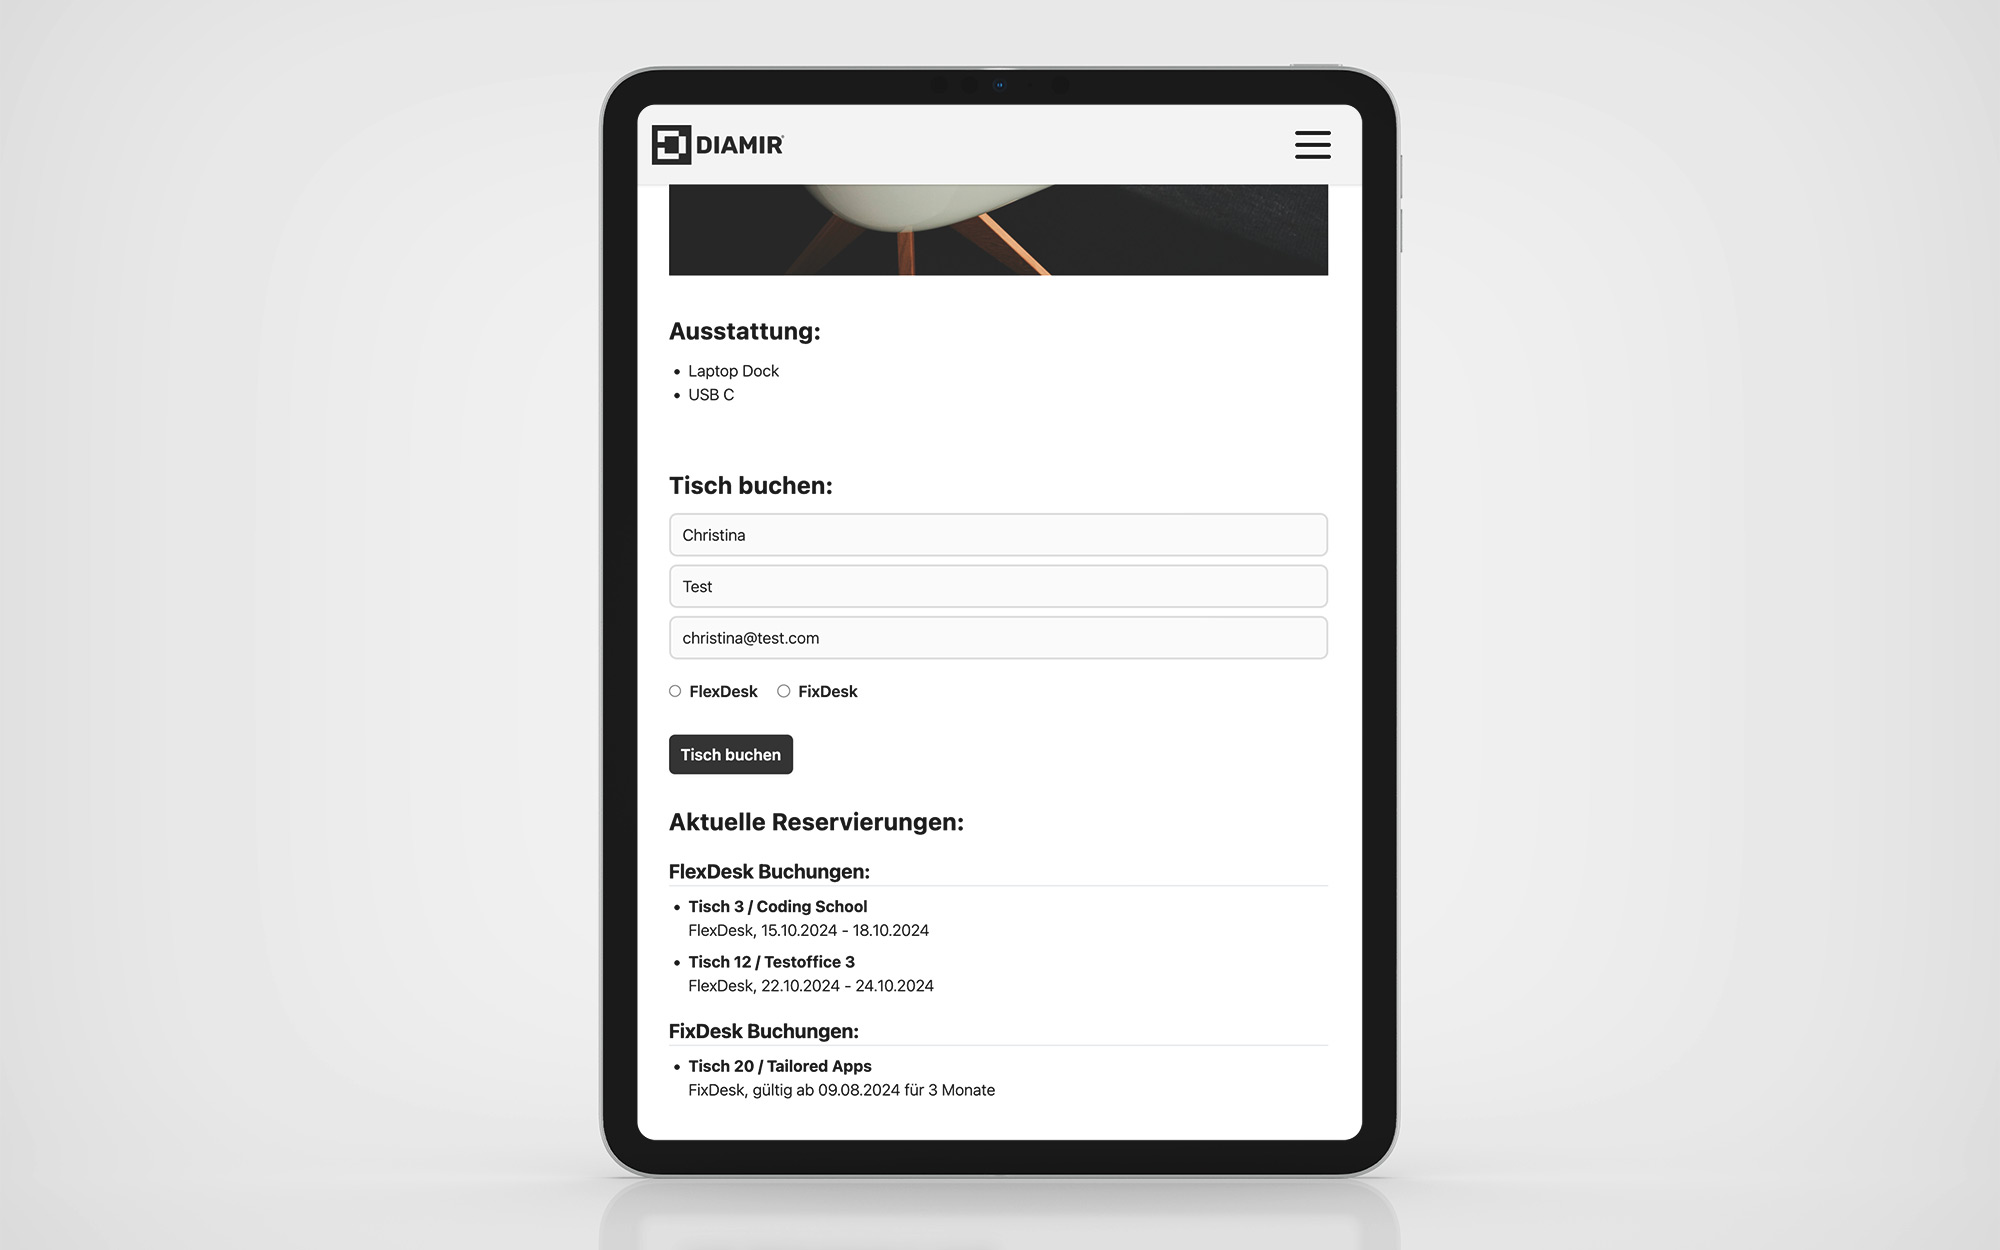 DIAMIR
Ausstattung:
Laptop Dock
USB C
Tisch buchen:
Christina
Test
christina@test.com
FlexDesk FixDesk
Tisch buchen
Aktuelle Reservierungen:
FlexDesk Buchungen:
Tisch 3 / Coding School
FlexDesk, 15.10.2024 - 18.10.2024
Tisch 12 / Testoffice 3
FlexDesk, 22.10.2024 - 24.10.2024
FixDesk Buchungen:
Tisch 20 / Tailored Apps
FixDesk, gültig ab 09.08.2024 für 3 Monate